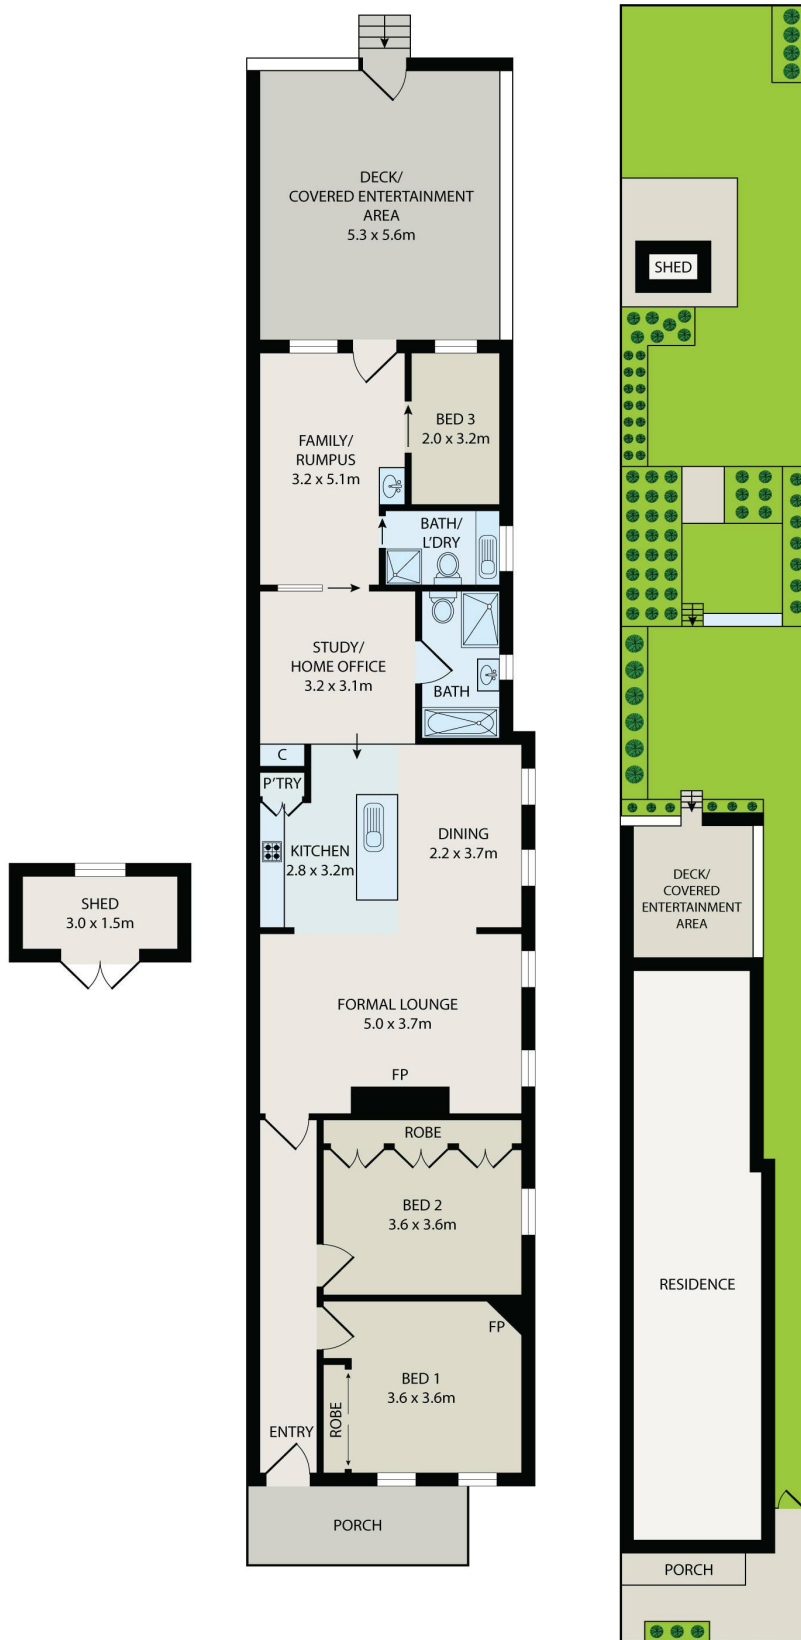 DECK/
COVERED ENTERTAINMENT
AREA
5.3 x 5.6m
FAMILY/
RUMPUS
3.2 x 5.1m
BED 3
2.0 x 3.2m
BATH/
L'DRY
STUDY/
HOME OFFICE
3.2 x 3.1m
BATH
C
P'TRY
KITCHEN
2.8 x 3.2m
DINING
2.2 x 3.7m
FORMAL LOUNGE
5.0 x 3.7m
FP
ROBE
BED 2
3.6 x 3.6m
FP
BED 1
3.6 x 3.6m
ROBE
ENTRY
PORCH
SHED
3.0 x 1.5m
SHED
DECK/
COVERED
ENTERTAINMENT
AREA
RESIDENCE
PORCH